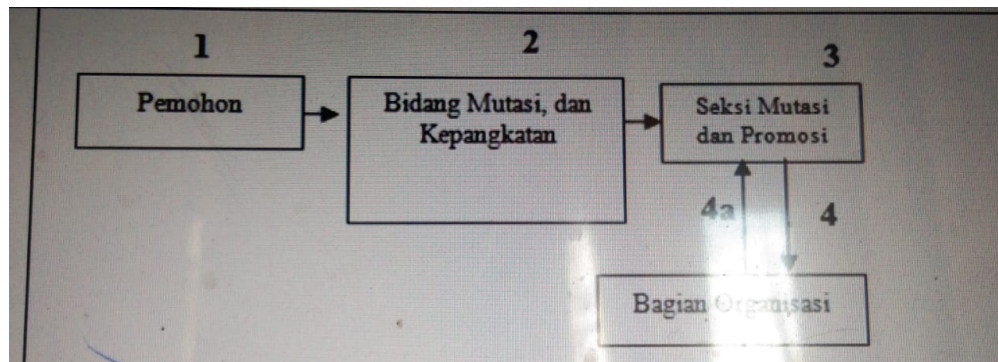 1
2
3
Pemohon
Bidang Mutasi, dan
Kepangkatan
Seksi Mutasi
dan Promosi
4a
4
Bagian Organisasi